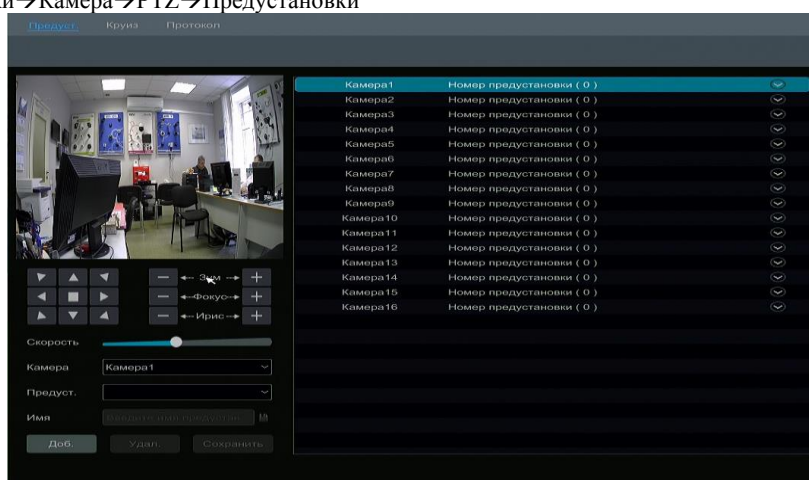 ки→Камера→PTZ→Предустановки
Предуст. Круиз Протокол
Камера1 Номер предустановки ( 0 )
Камера2 Номер предустановки ( 0 )
Камера3 Номер предустановки ( 0 )
Камера4 Номер предустановки ( 0 )
Камера5 Номер предустановки ( 0 )
Камера6 Номер предустановки ( 0 )
Камера7 Номер предустановки ( 0 )
Камера8 Номер предустановки ( 0 )
Камера9 Номер предустановки ( 0 )
Камера10 Номер предустановки ( 0 )
Камера11 Номер предустановки ( 0 )
Камера12 Номер предустановки ( 0 )
Камера13 Номер предустановки ( 0 )
Камера14 Номер предустановки ( 0 )
Камера15 Номер предустановки ( 0 )
Камера16 Номер предустановки ( 0 )
Зум
Фокус
Ирис
Скорость
Камера Камера1
Предуст.
Имя Введите имя предустан
Доб. Удал. Сохранить